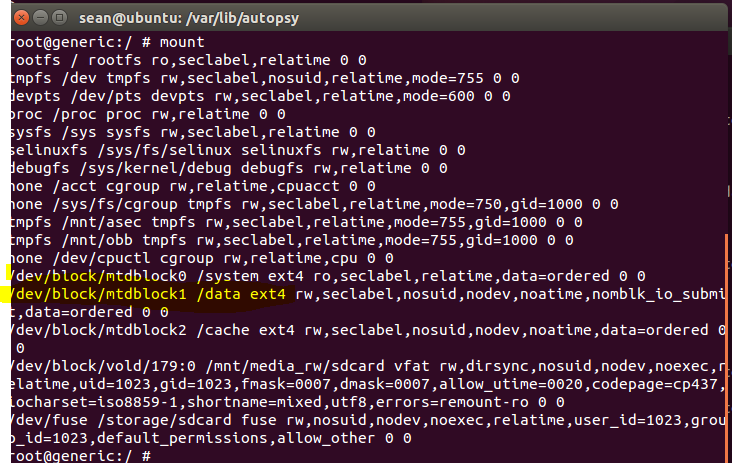 sean@ubuntu: /var/lib/autopsy
root@generic:/ # mount
rootfs / rootfs ro,seclabel,relatime 0 0
tmpfs /dev tmpfs rw,seclabel,nosuid,relatime,mode=755 0 0
devpts /dev/pts devpts rw,seclabel,relatime,mode=600 0 0
proc /proc proc rw,relatime 0 0
sysfs /sys sysfs rw,seclabel,relatime 0 0
selinuxfs /sys/fs/selinux selinuxfs rw,relatime 0 0
debugfs /sys/kernel/debug debugfs rw,relatime 0 0
none /acct cgroup rw,relatime,cpuacct 0 0
none /sys/fs/cgroup tmpfs rw,seclabel,relatime,mode=750,gid=1000 0 0
tmpfs /mnt/asec tmpfs rw,seclabel,relatime,mode=755,gid=1000 0 0
tmpfs /mnt/obb tmpfs rw,seclabel,relatime,mode=755,gid=1000 0 0
none /dev/cpuctl cgroup rw,relatime,cpu 0 0
/dev/block/mtdblock0 /system ext4 ro,seclabel,relatime,data=ordered 0 0
/dev/block/mtdblock1 /data ext4 rw,seclabel,nosuid,nodev,noatime,nomblk_io_submi
t,data=ordered 0 0
/dev/block/mtdblock2 /cache ext4 rw,seclabel,nosuid,nodev,noatime,data=ordered 0
0
/dev/block/vold/179:0 /mnt/media_rw/sdcard vfat rw,dirsync,nosuid,nodev,noexec,r
elatime,uid=1023,gid=1023,fmask=0007,dmask=0007,allow_utime=0020,codepage=cp437,
iocharset=iso8859-1,shortname=mixed,utf8,errors=remount-ro 0 0
/dev/fuse /storage/sdcard fuse rw,nosuid,nodev,noexec,relatime,user_id=1023,grou
p_id=1023,default_permissions,allow_other 0 0
root@generic:/ #